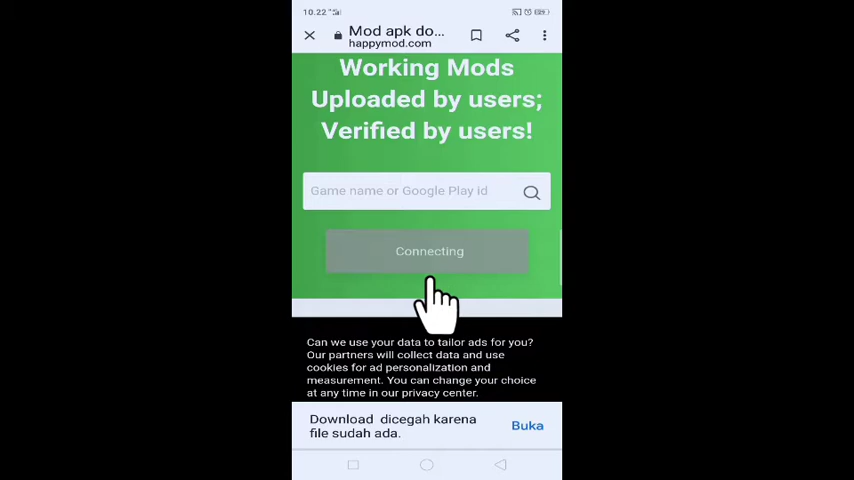 10.22
Mod apk do...
happymod.com
Working Mods
Uploaded by users;
Verified by users!
Game name or Google Play id
Connecting
Can we use your data to tailor ads for you?
Our partners will collect data and use
cookies for ad personalization and
measurement. You can change your choice
at any time in our privacy center.
Download dicegah karena
file sudah ada.
Buka